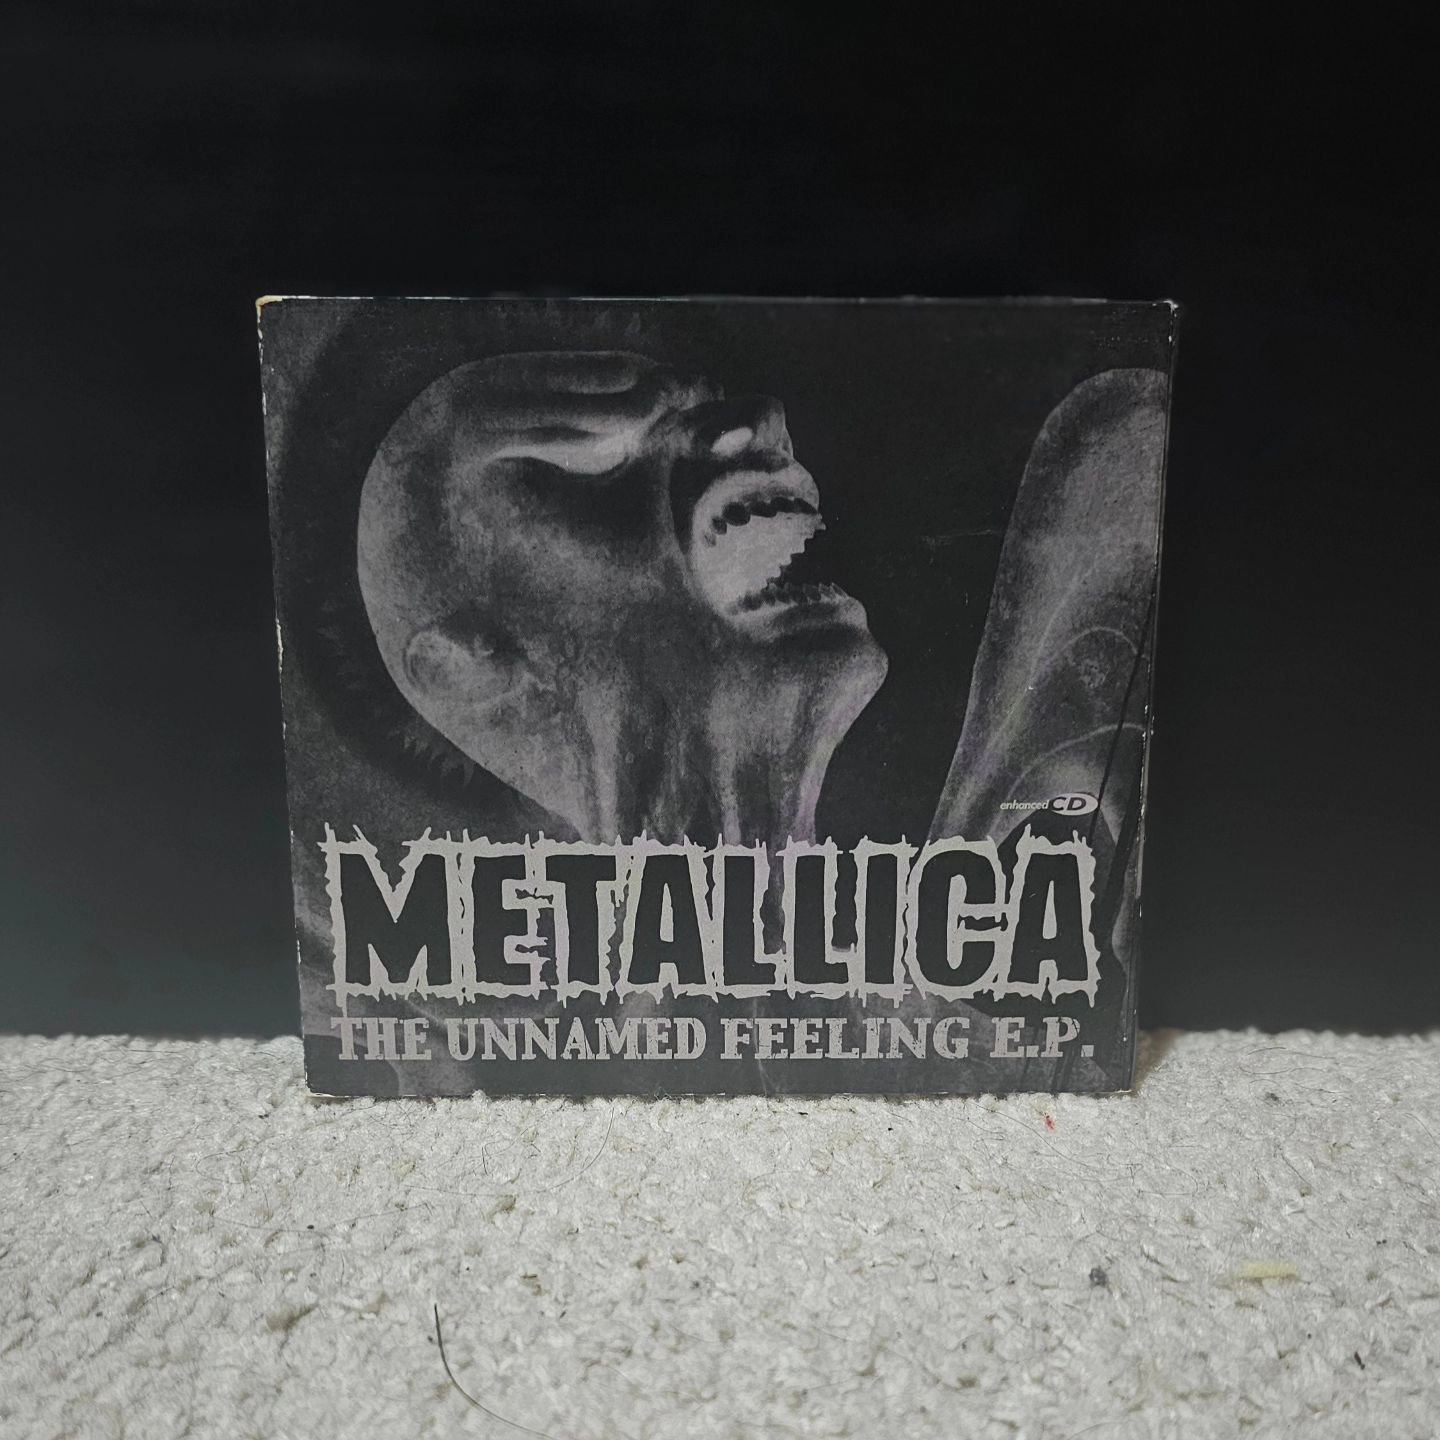 enhanced CD
METALLICA
THE UNNAMED FEELING E.P.